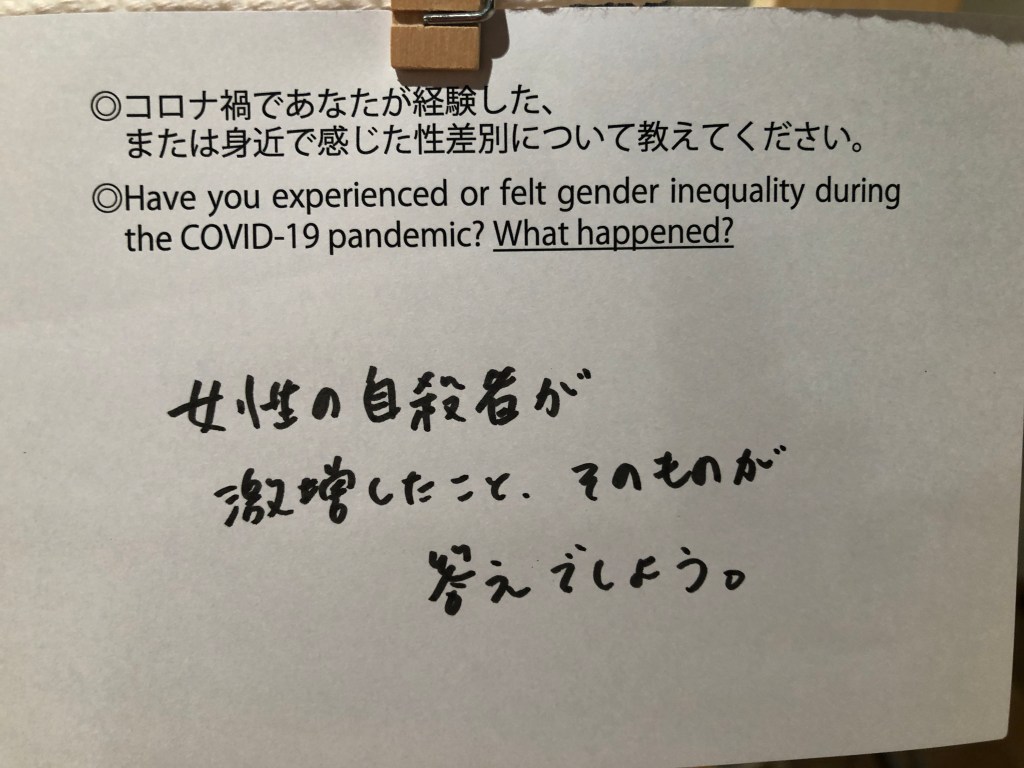 ◎コロナ禍であなたが経験した、
または身近で感じた性差別について教えてください。
◎Have you experienced or felt gender inequality during
the COVID-19 pandemic? What happened?
女性の自殺者が
激増したこと、そのものが
答えでしょう。